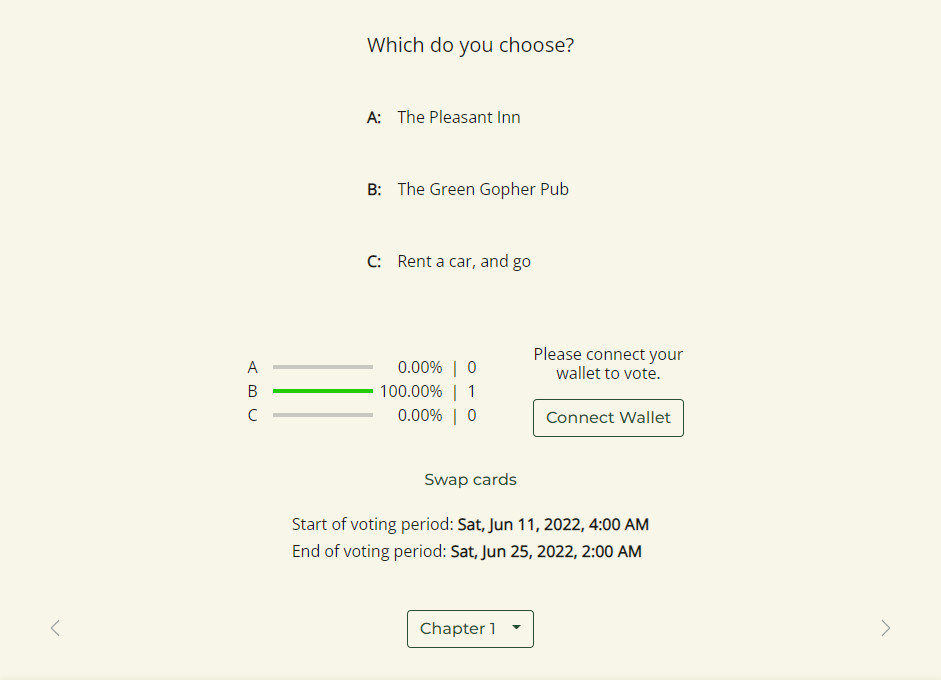 Which do you choose?
A: The Pleasant Inn
B: The Green Gopher Pub
C: Rent a car, and go
A 0.00% | 0
B 100.00% | 1
C 0.00% | 0
Please connect your
wallet to vote.
Connect Wallet
Swap cards
Start of voting period: Sat, Jun 11, 2022, 4:00 AM
End of voting period: Sat, Jun 25, 2022, 2:00 AM
Chapter 1